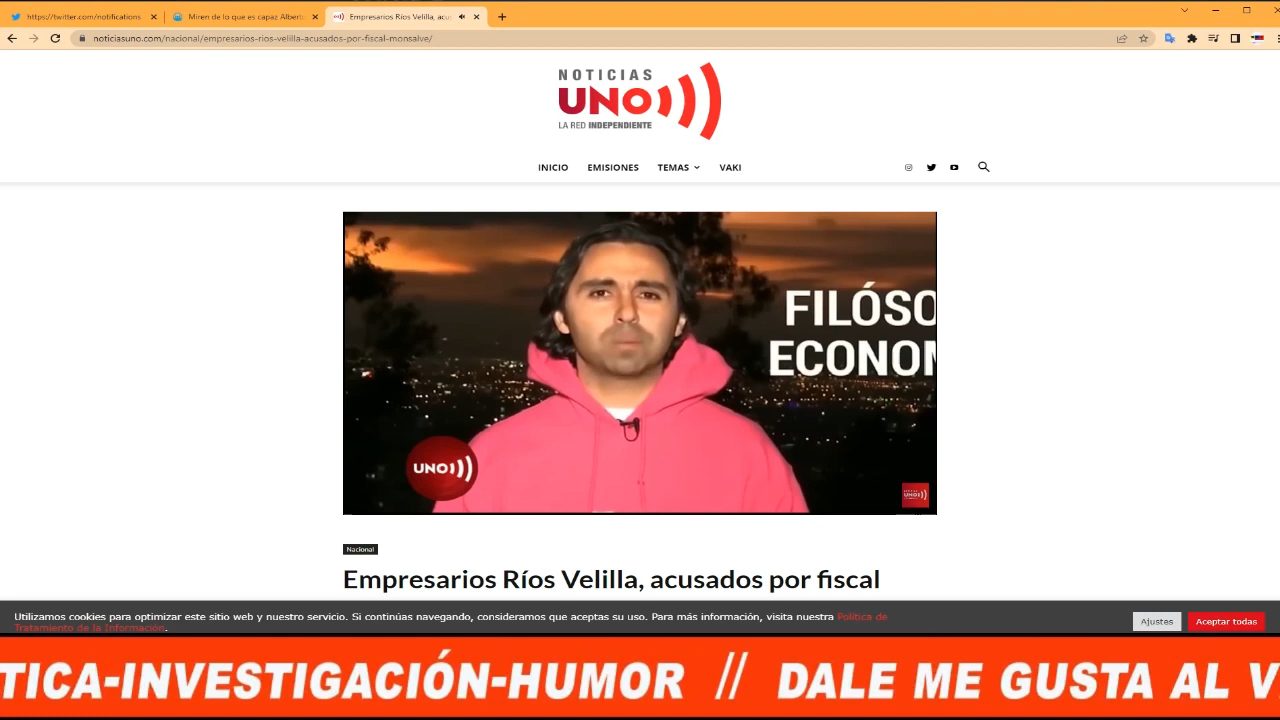 https://twitter.com/notifications
Miren de lo que es capaz Alberto
Empresarios Ríos Velilla, acus
noticiasuno.com/nacional/empresarios-rios-velilla-acusados-por-fiscal-monsalve/
NOTICIAS
UNO
LA RED INDEPENDIENTE
INICIO EMISIONES TEMAS VAKI
FILÓSO
ECONOM
UNO
NOTICIAS
UNO
Nacional
Empresarios Ríos Velilla, acusados por fiscal
Utilizamos cookies para optimizar este sitio web y nuestro servicio. Si continúas navegando, consideramos que aceptas su uso. Para más información, visita nuestra Política de
Tratamiento de la Información.
Ajustes Aceptar todas
TICA-INVESTIGACIÓN-HUMOR // DALE ME GUSTA AL V